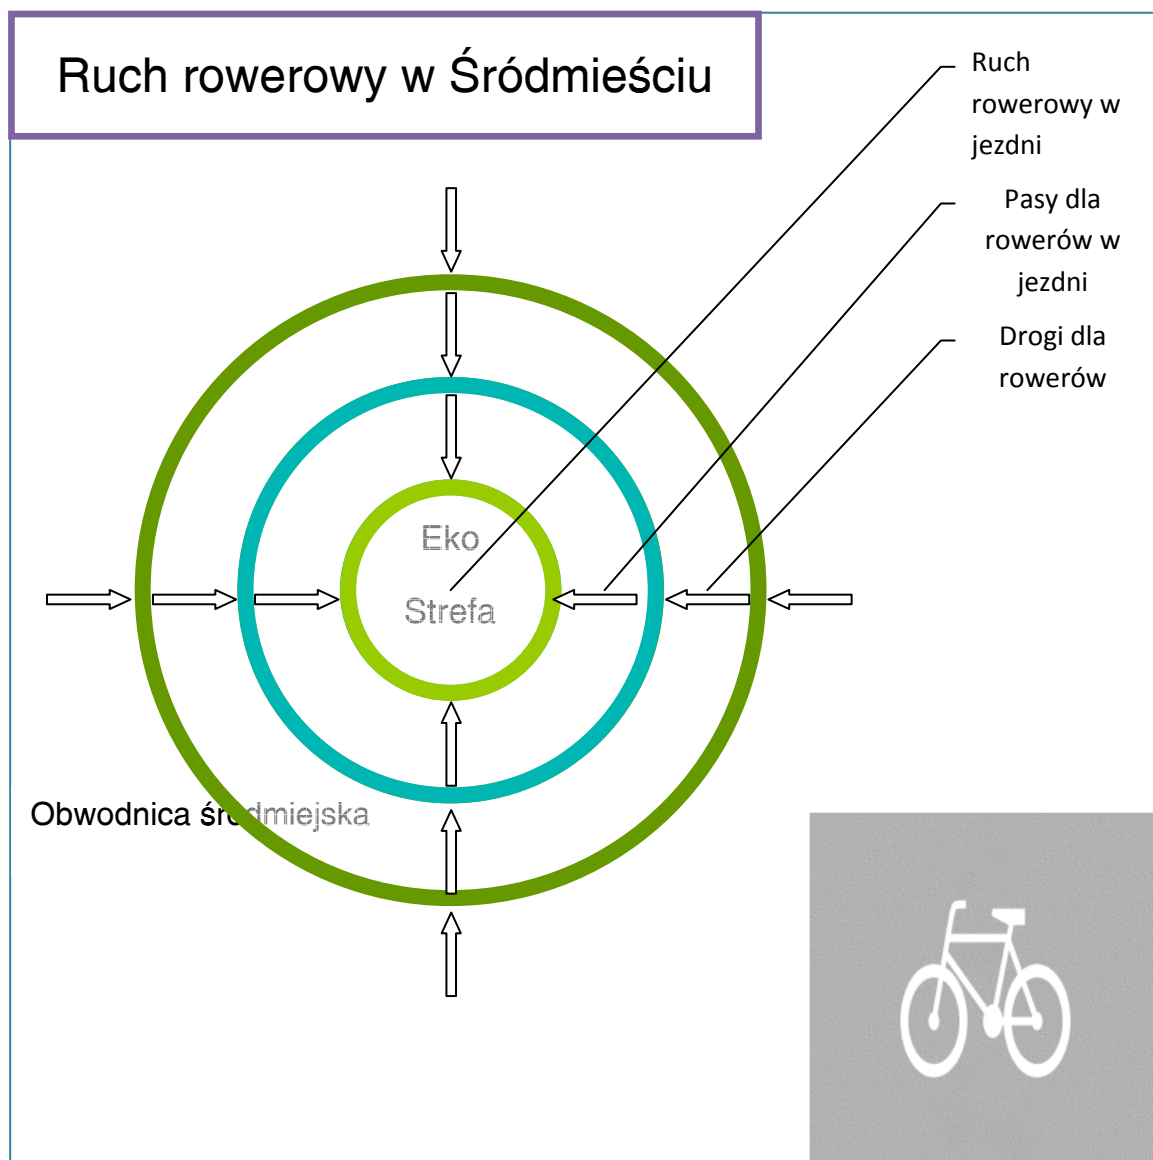 Ruch rowerowy w Śródmieściu
Ruch
rowerowy w
jezdni
Pasy dla
rowerów w
jezdni
Drogi dla
rowerów
Eko
Strefa
Obwodnica śródmiejska